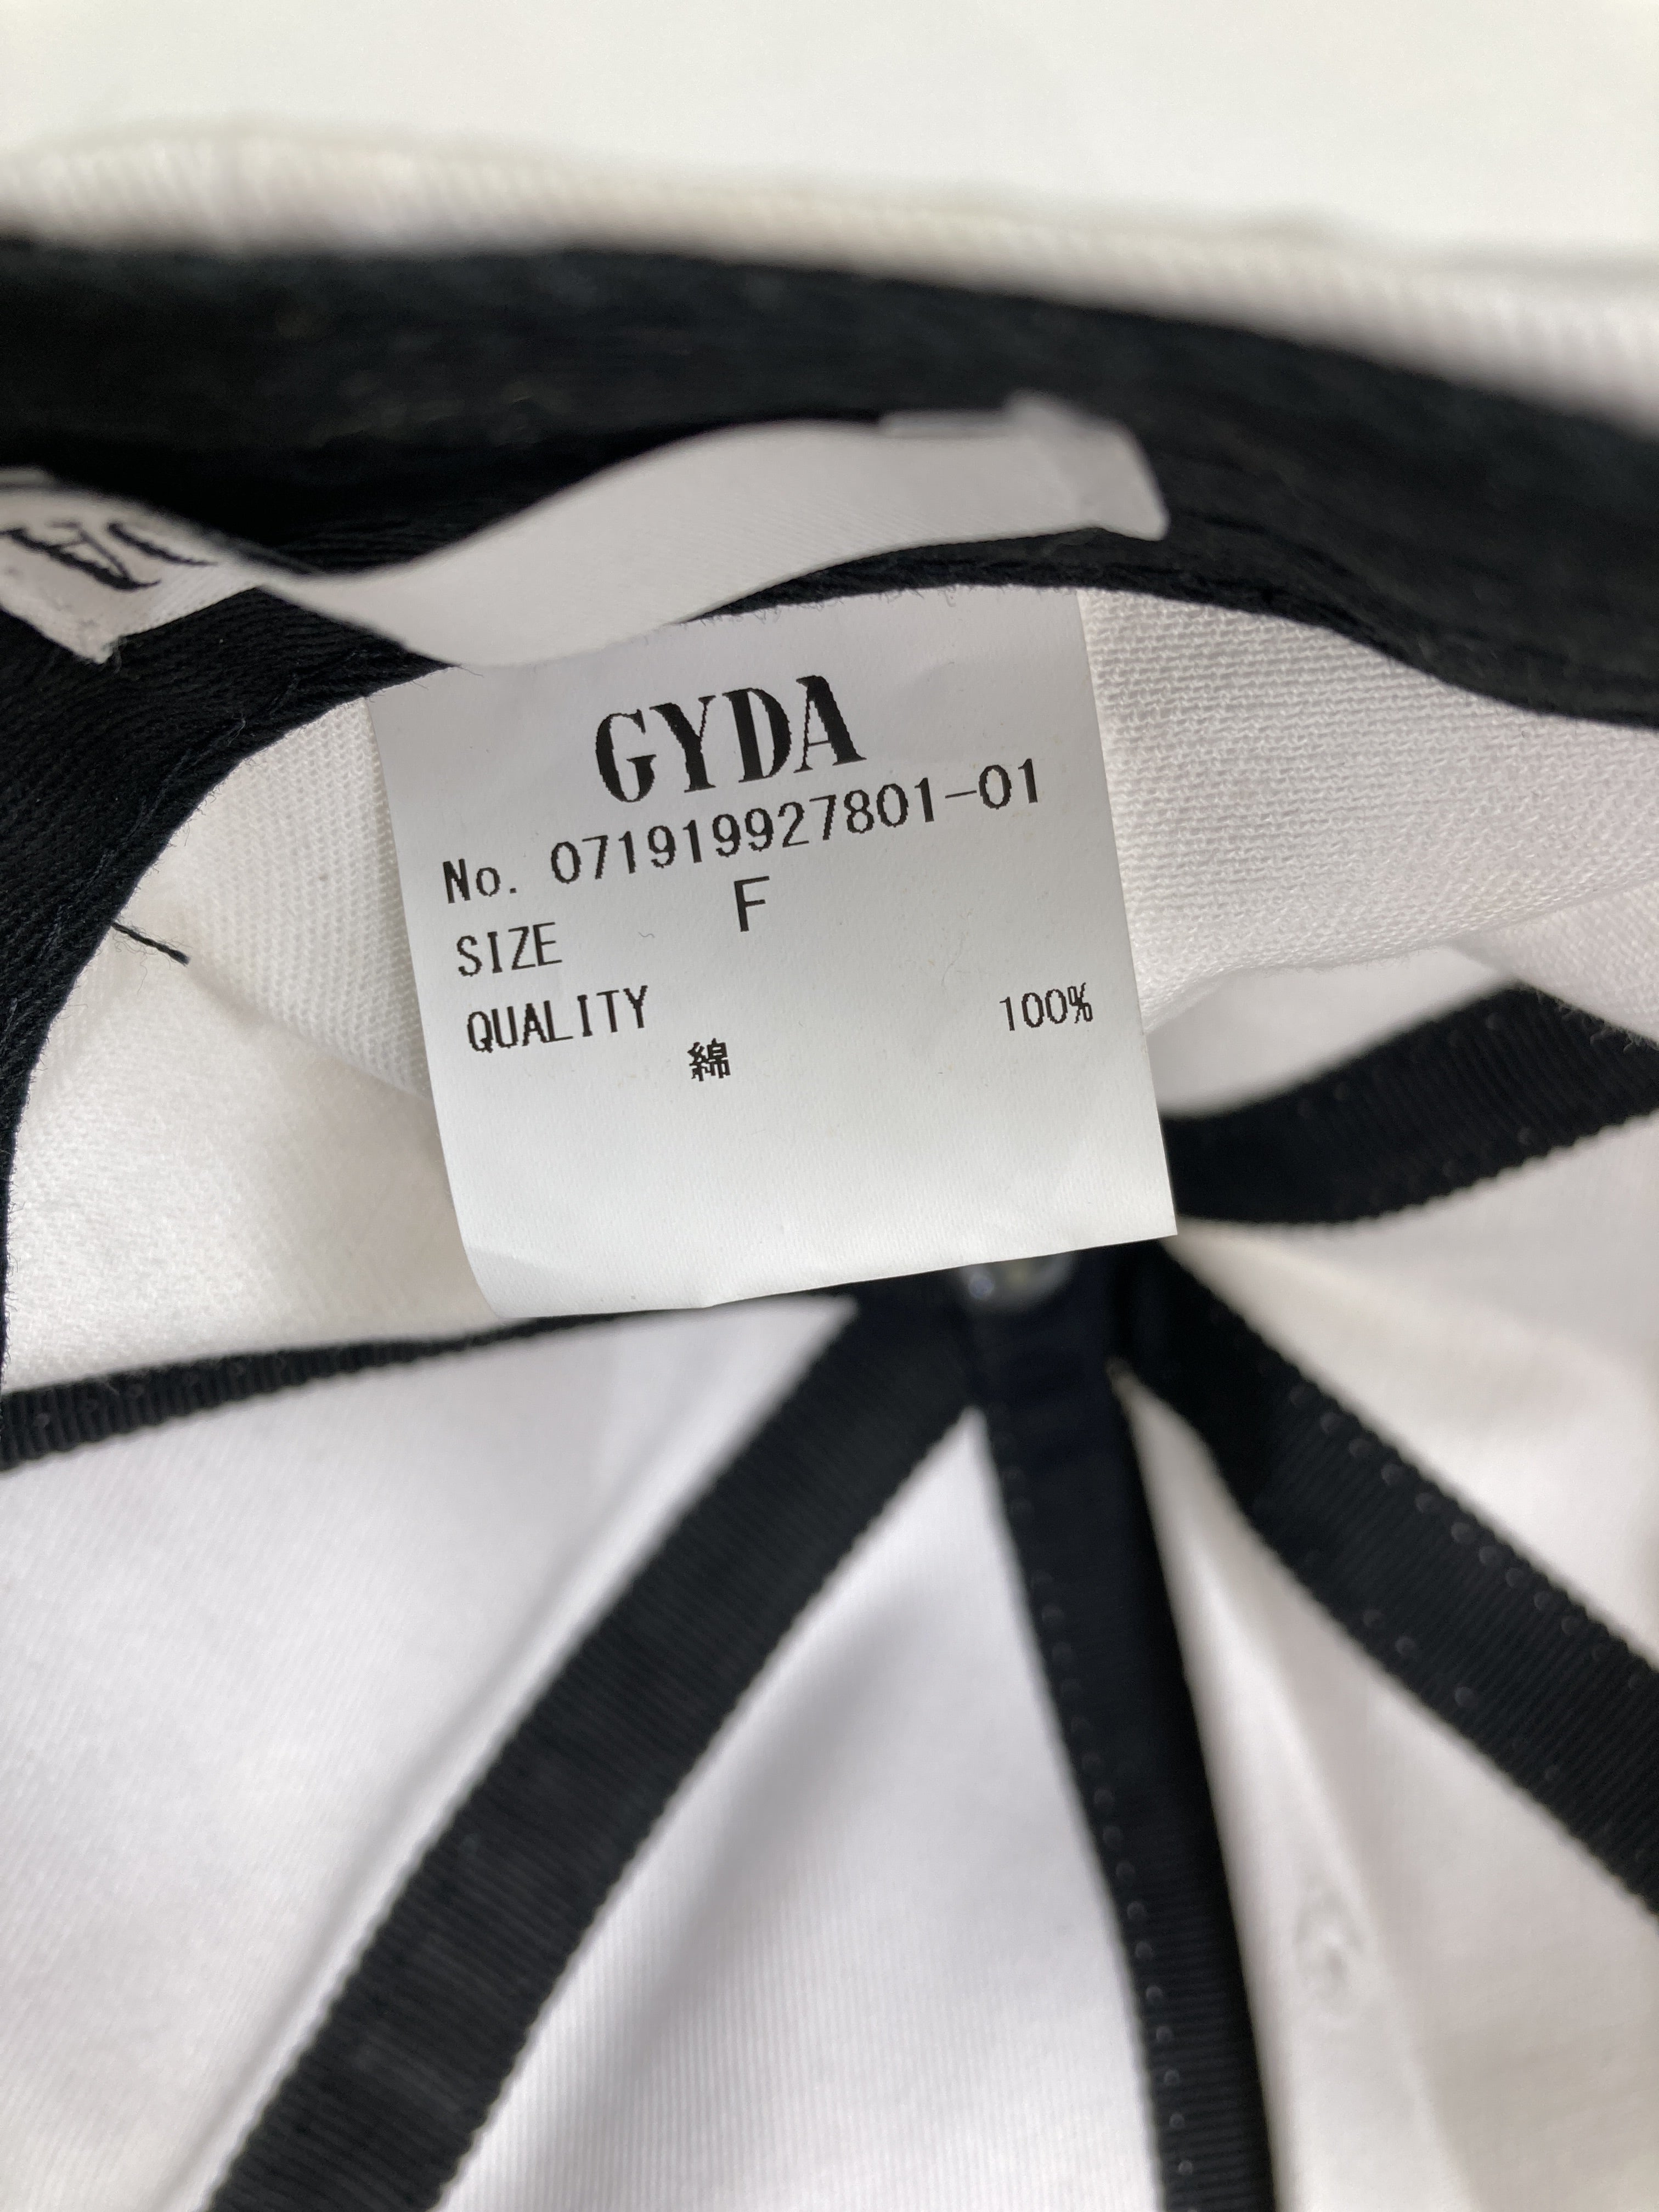 GYDA
No. 071919927801-01
SIZE F
QUALITY
綿 100%